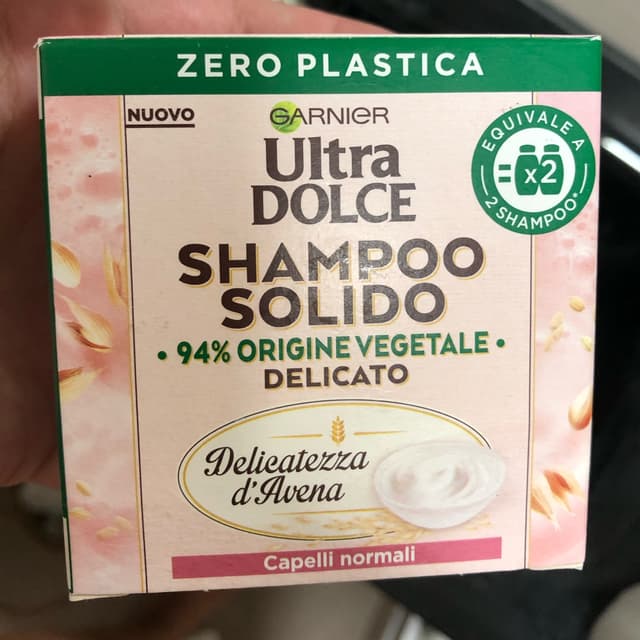 ZERO PLASTICA
NUOVO
GARNIER
Ultra
DOLCE
EQUIVALE A
= x2
2 SHAMPOO*
SHAMPOO
SOLIDO
• 94% ORIGINE VEGETALE •
DELICATO
Delicatezza
d'Avena
Capelli normali